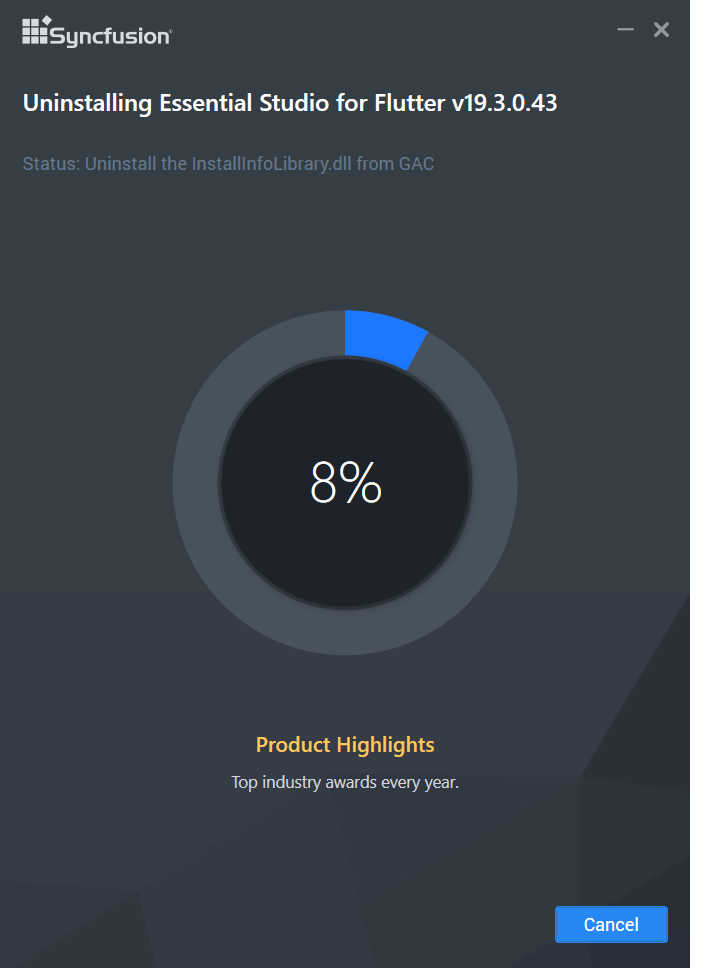 Syncfusion®
Uninstalling Essential Studio for Flutter v19.3.0.43
Status: Uninstall the InstallInfoLibrary.dll from GAC
8%
Product Highlights
Top industry awards every year.
Cancel